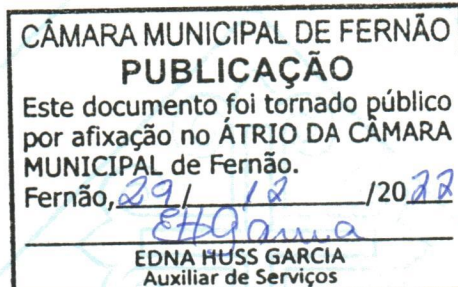 CÂMARA MUNICIPAL DE FERNÃO
PUBLICAÇÃO
Este documento foi tornado público
por afixação no ÁTRIO DA CÂMARA
MUNICIPAL de Fernão.
Fernão, 29 / 12 /2022
EHGarcia
EDNA HUSS GARCIA
Auxiliar de Serviços